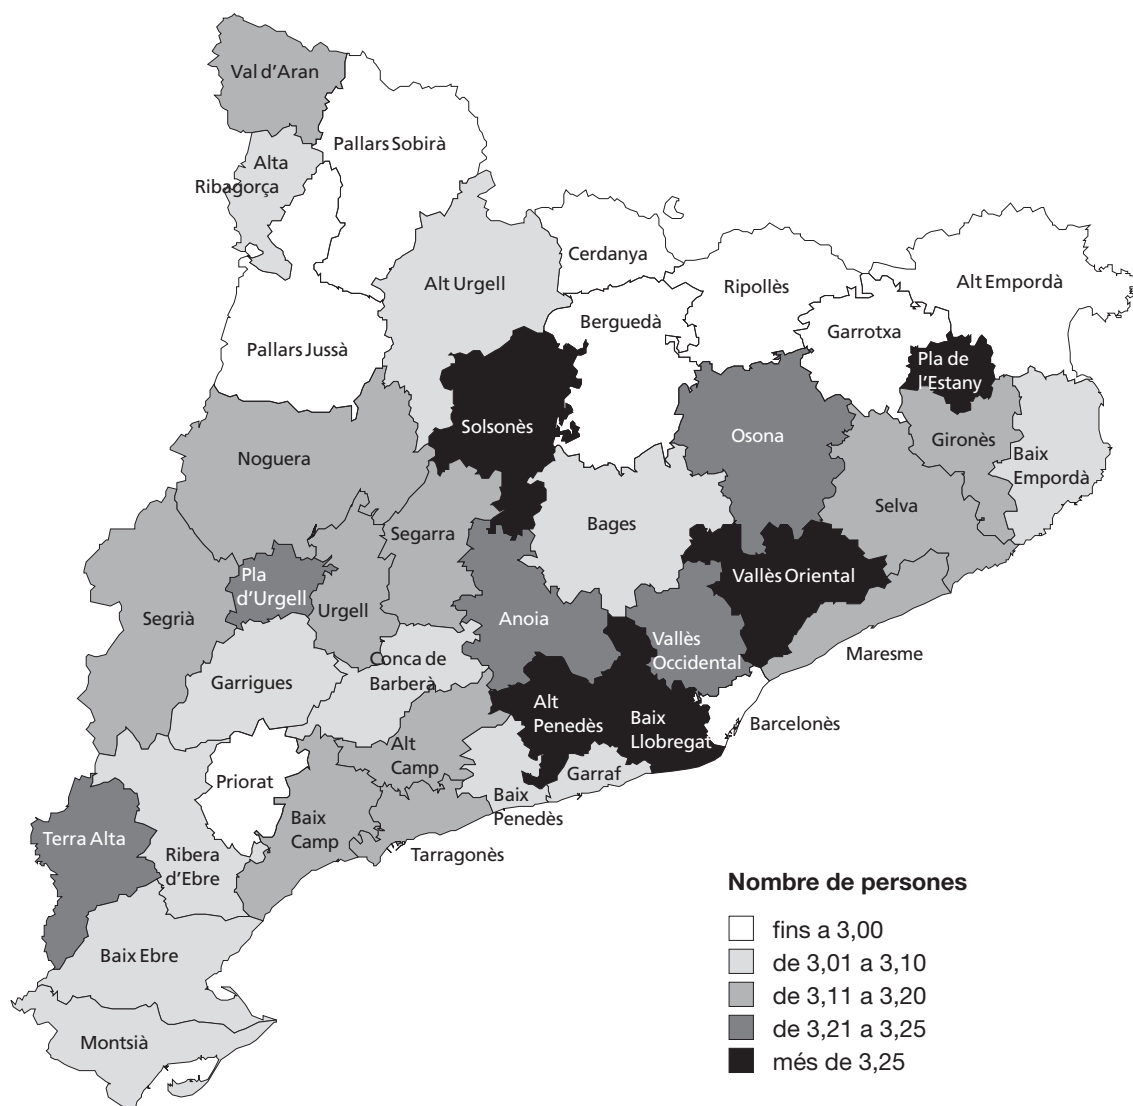 Val d'Aran
Pallars Sobirà
Alta
Ribagorça
Cerdanya
Alt Urgell
Ripollès
Alt Empordà
Berguedà
Garrotxa
Pallars Jussà
Pla de
l'Estany
Solsonès
Osona
Gironès
Noguera
Baix
Empordà
Selva
Bages
Segarra
Pla
d'Urgell
Vallès Oriental
Urgell
Segrià
Anoia
Vallès
Occidental
Maresme
Conca de
Barberà
Garrigues
Alt
Penedès
Baix
Llobregat
Barcelonès
Alt
Camp
Garraf
Priorat
Baix
Penedès
Baix
Camp
Terra Alta
Tarragonès
Ribera
d'Ebre
Baix Ebre
Montsià
Nombre de persones
fins a 3,00
de 3,01 a 3,10
de 3,11 a 3,20
de 3,21 a 3,25
més de 3,25